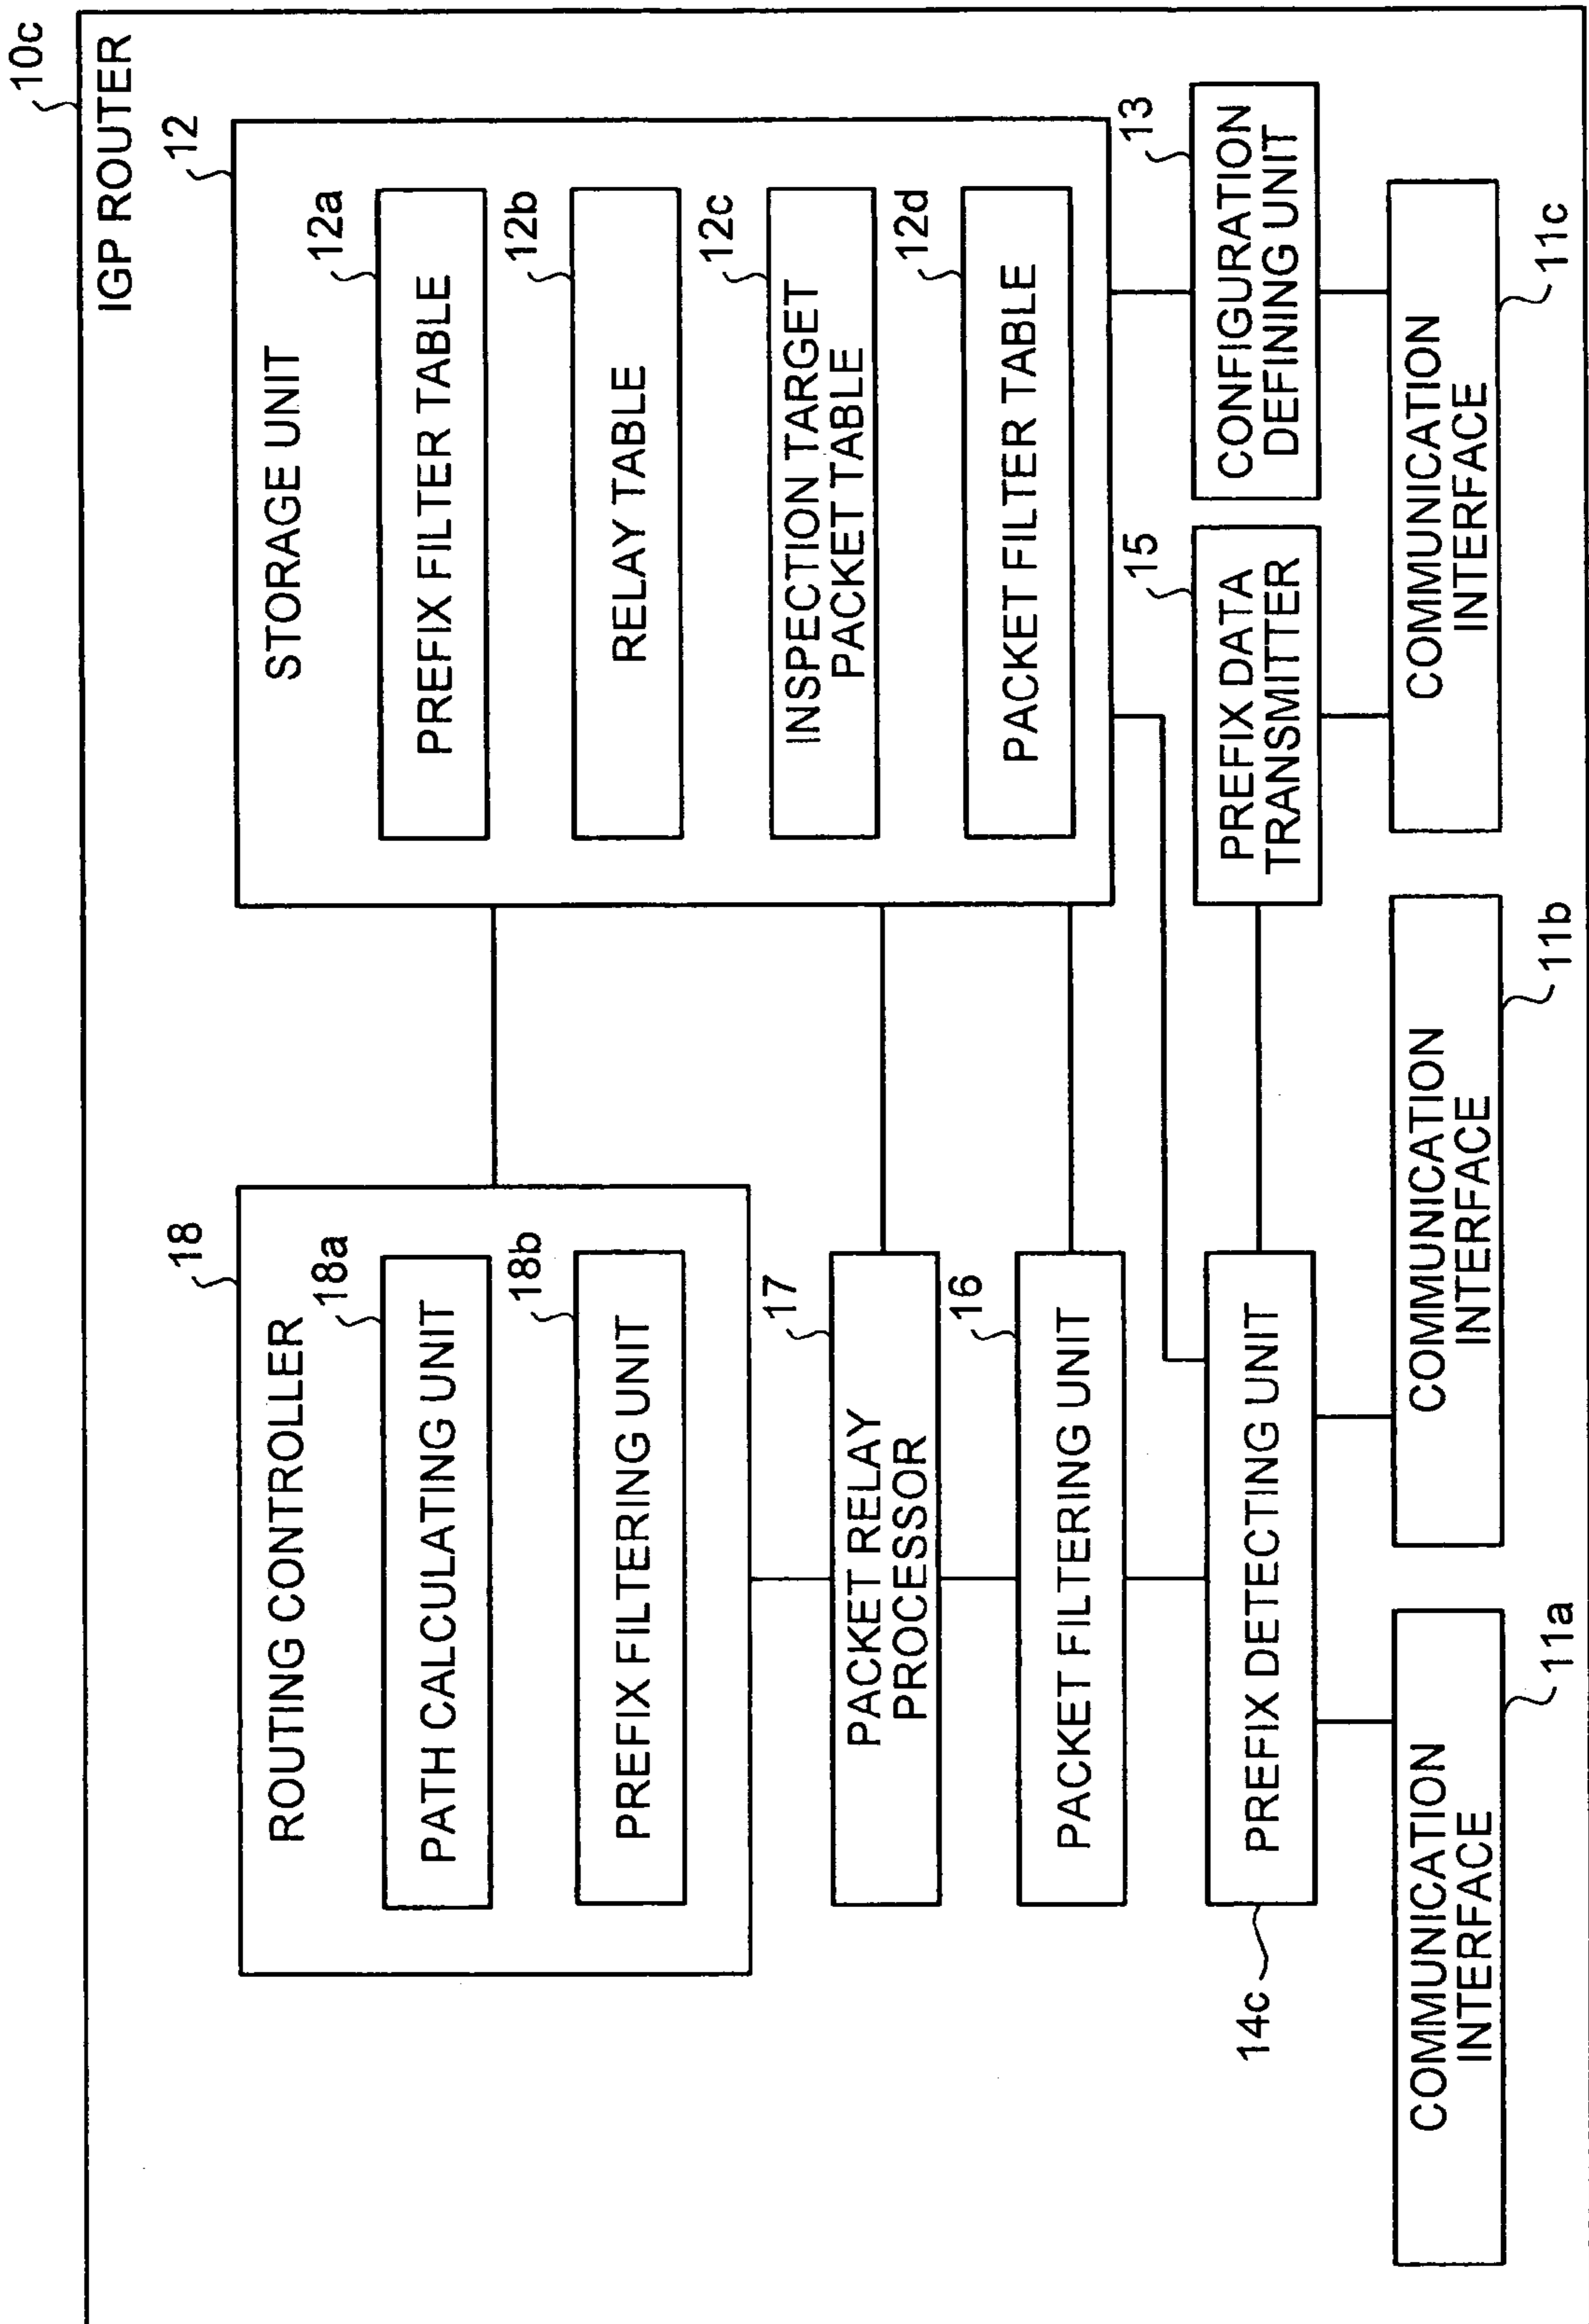 10c
IGP ROUTER
18
ROUTING CONTROLLER
18a
PATH CALCULATING UNIT
18b
PREFIX FILTERING UNIT
12
STORAGE UNIT
12a
PREFIX FILTER TABLE
12b
RELAY TABLE
12c
INSPECTION TARGET
PACKET TABLE
12d
PACKET FILTER TABLE
17
PACKET RELAY
PROCESSOR
16
PACKET FILTERING UNIT
14c
PREFIX DETECTING UNIT
15
PREFIX DATA
TRANSMITTER
13
CONFIGURATION
DEFINING UNIT
COMMUNICATION
INTERFACE
11a
COMMUNICATION
INTERFACE
11b
COMMUNICATION
INTERFACE
11c